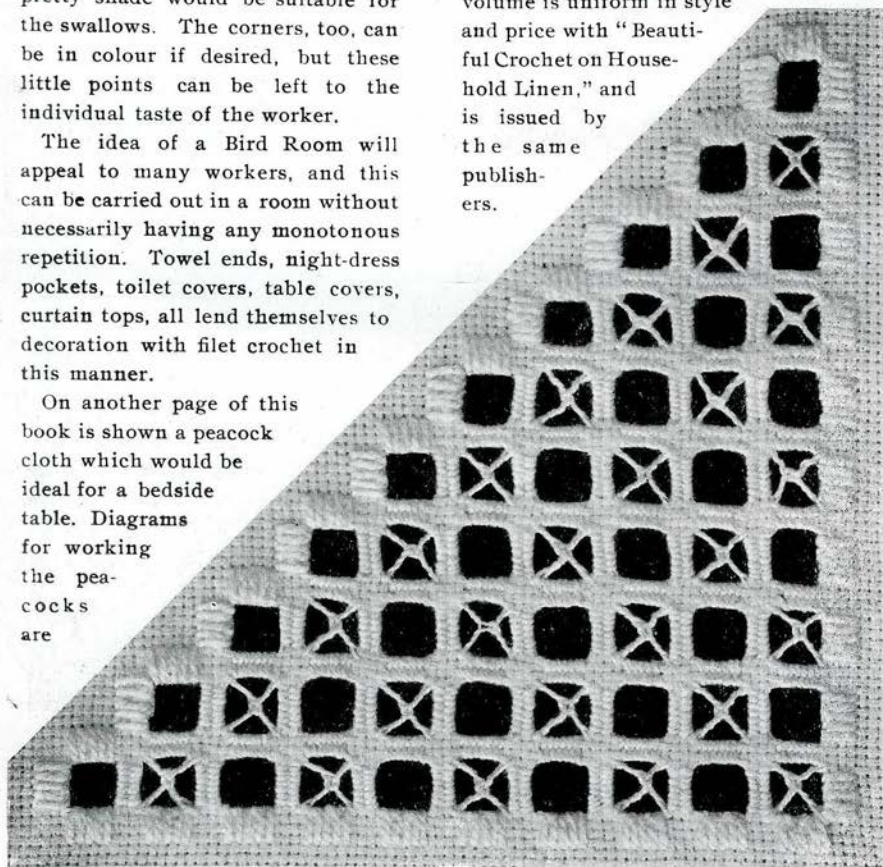 pretty shade would be suitable for
the swallows. The corners, too, can
be in colour if desired, but these
little points can be left to the
individual taste of the worker.
The idea of a Bird Room will
appeal to many workers, and this
can be carried out in a room without
necessarily having any monotonous
repetition. Towel ends, night-dress
pockets, toilet covers, table covers,
curtain tops, all lend themselves to
decoration with filet crochet in
this manner.
On another page of this
book is shown a peacock
cloth which would be
ideal for a bedside
table. Diagrams
for working
the pea-
cocks
are
volume is uniform in style
and price with "Beauti-
ful Crochet on House-
hold Linen," and
is issued by
the same
publish-
ers.